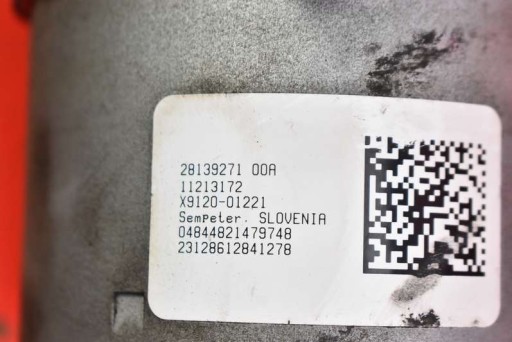 28139271 00A
11213172
X9120-01221
Sempeter. SLOVENIA
04844821479748
23128612841278